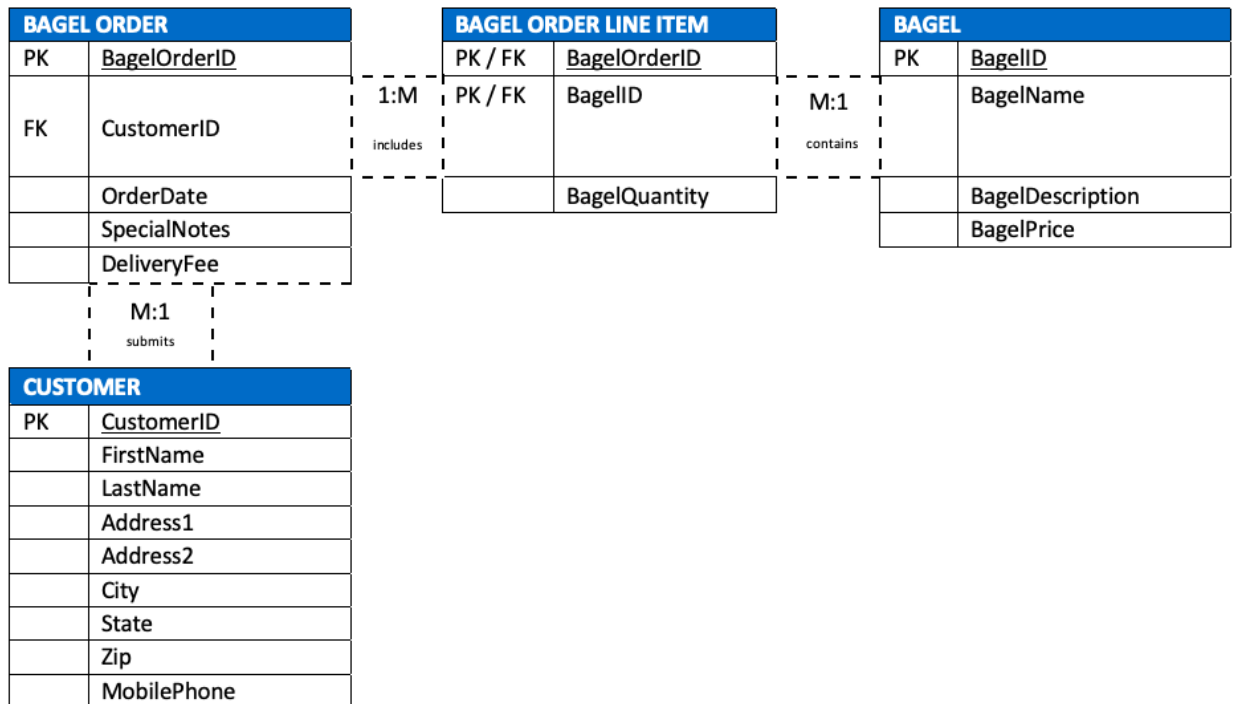 BAGEL ORDER
PK BagelOrderID
FK CustomerID
OrderDate
SpecialNotes
DeliveryFee
1:M
includes
BAGEL ORDER LINE ITEM
PK / FK BagelOrderID
PK / FK BagelID
BagelQuantity
M:1
contains
BAGEL
PK BagelID
BagelName
BagelDescription
BagelPrice
M:1
submits
CUSTOMER
PK CustomerID
FirstName
LastName
Address1
Address2
City
State
Zip
MobilePhone